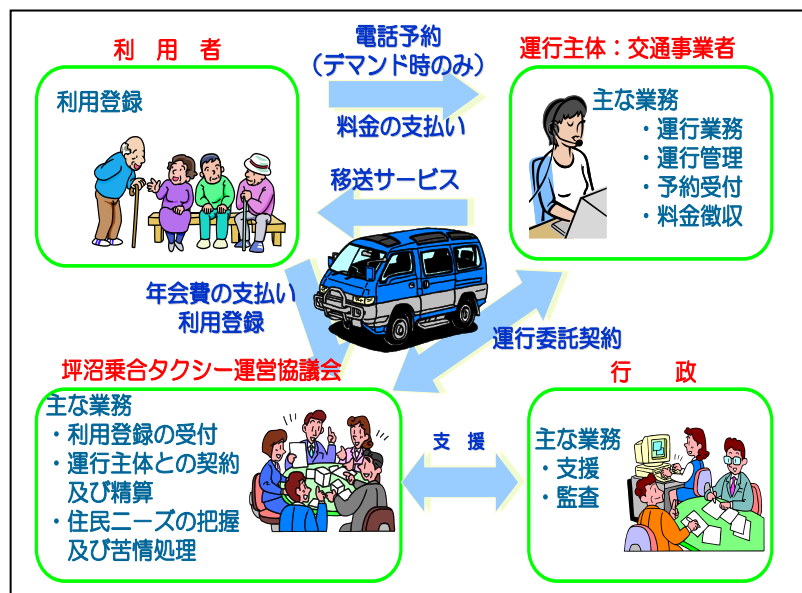 利　用　者
利用登録
電話予約
（デマンド時のみ）
料金の支払い
移送サービス
運行主体：交通事業者
主な業務
・運行業務
・運行管理
・予約受付
・料金徴収
年会費の支払い
利用登録
運行委託契約
坪沼乗合タクシー運営協議会
主な業務
・利用登録の受付
・運行主体との契約
及び精算
・住民ニーズの把握
及び苦情処理
支　援
行　　政
主な業務
・支援
・監査